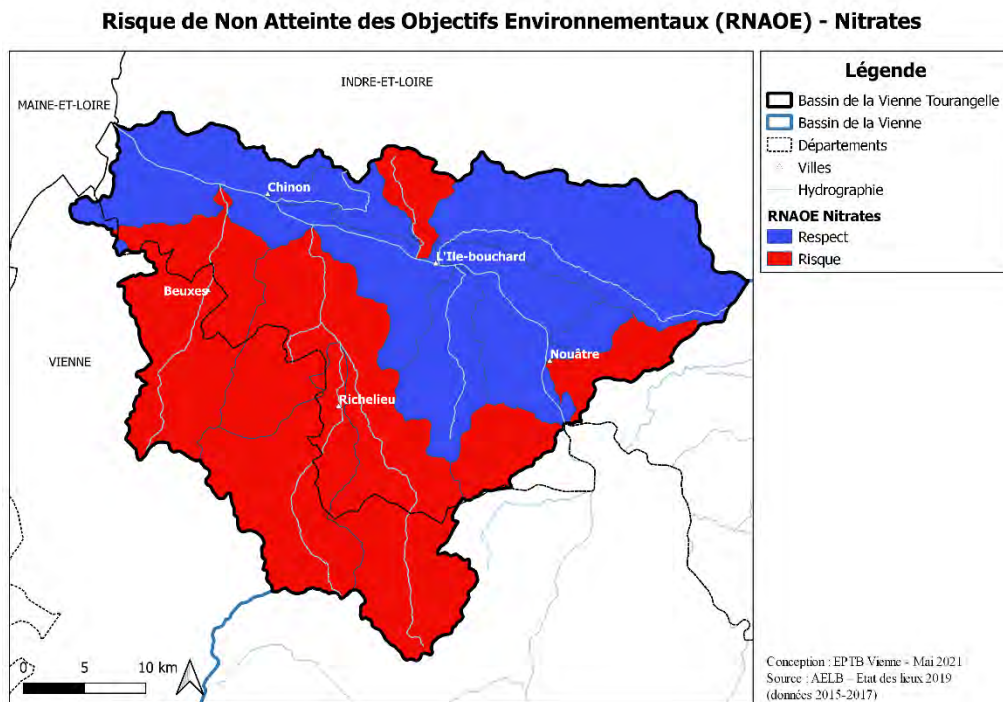 Risque de Non Atteinte des Objectifs Environnementaux (RNAOE) - Nitrates
INDRE-ET-LOIRE
MAINE-ET-LOIRE
Chinon
L'Ile-bouchard
Beuxes
Nouâtre
VIENNE
Richelieu
0 5 10 km
Légende
Bassin de la Vienne Tourangelle
Bassin de la Vienne
Départements
Villes
Hydrographie
RNAOE Nitrates
Respect
Risque
Conception : EPTB Vienne - Mai 2021
Source : AELB – Etat des lieux 2019
(données 2015-2017)